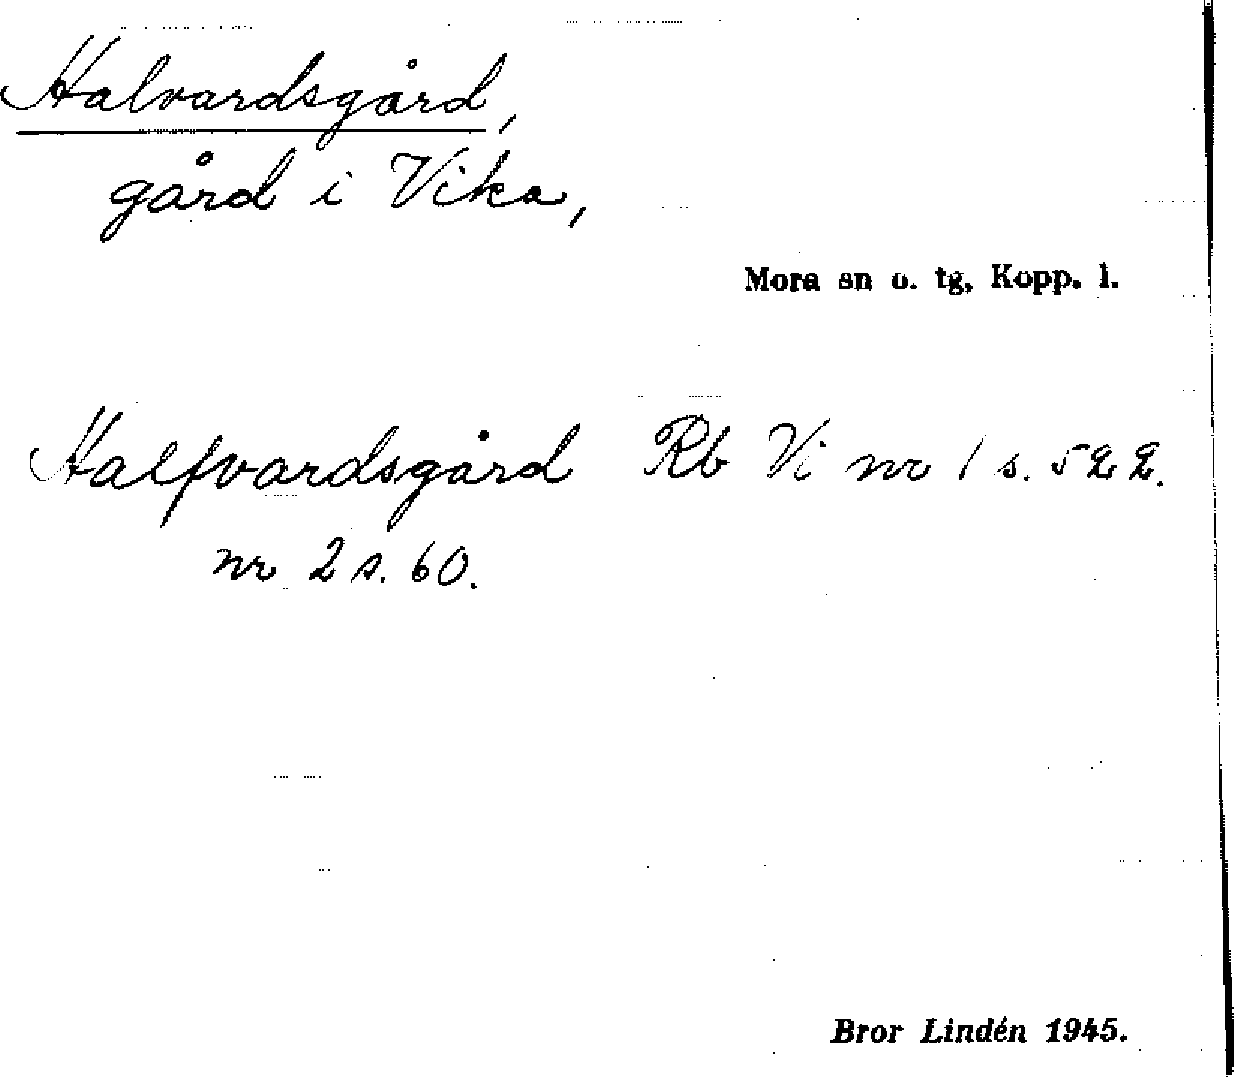 Halvardsgård,
gård i Vika,
Mora sn o. tg, Kopp. l.
Halfvardsgård Rb Vi nr 1 s. 522.
nr 2 s. 60.
Bror Lindén 1945.